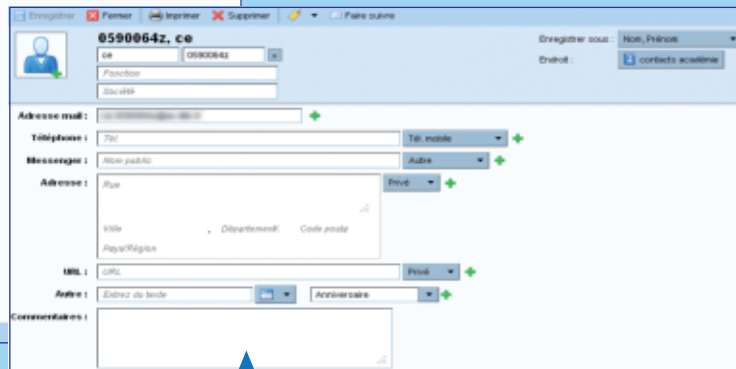 Enregistrer Fermer Imprimer Supprimer Faire suivre
0590064z, ce
Enregistrer sous : Nom, Prénom
ce 0590064z
Endroit : contacts académie
Fonction
Société
Adresse mail :
Téléphone : Tél. Tél. mobile
Messenger : Nom public Autre
Adresse : Rue Privé
Ville , Département/. Code posta
Pays/Région
URL : URL Privé
Autre : Entrez du texte Anniversaire
Commentaires :